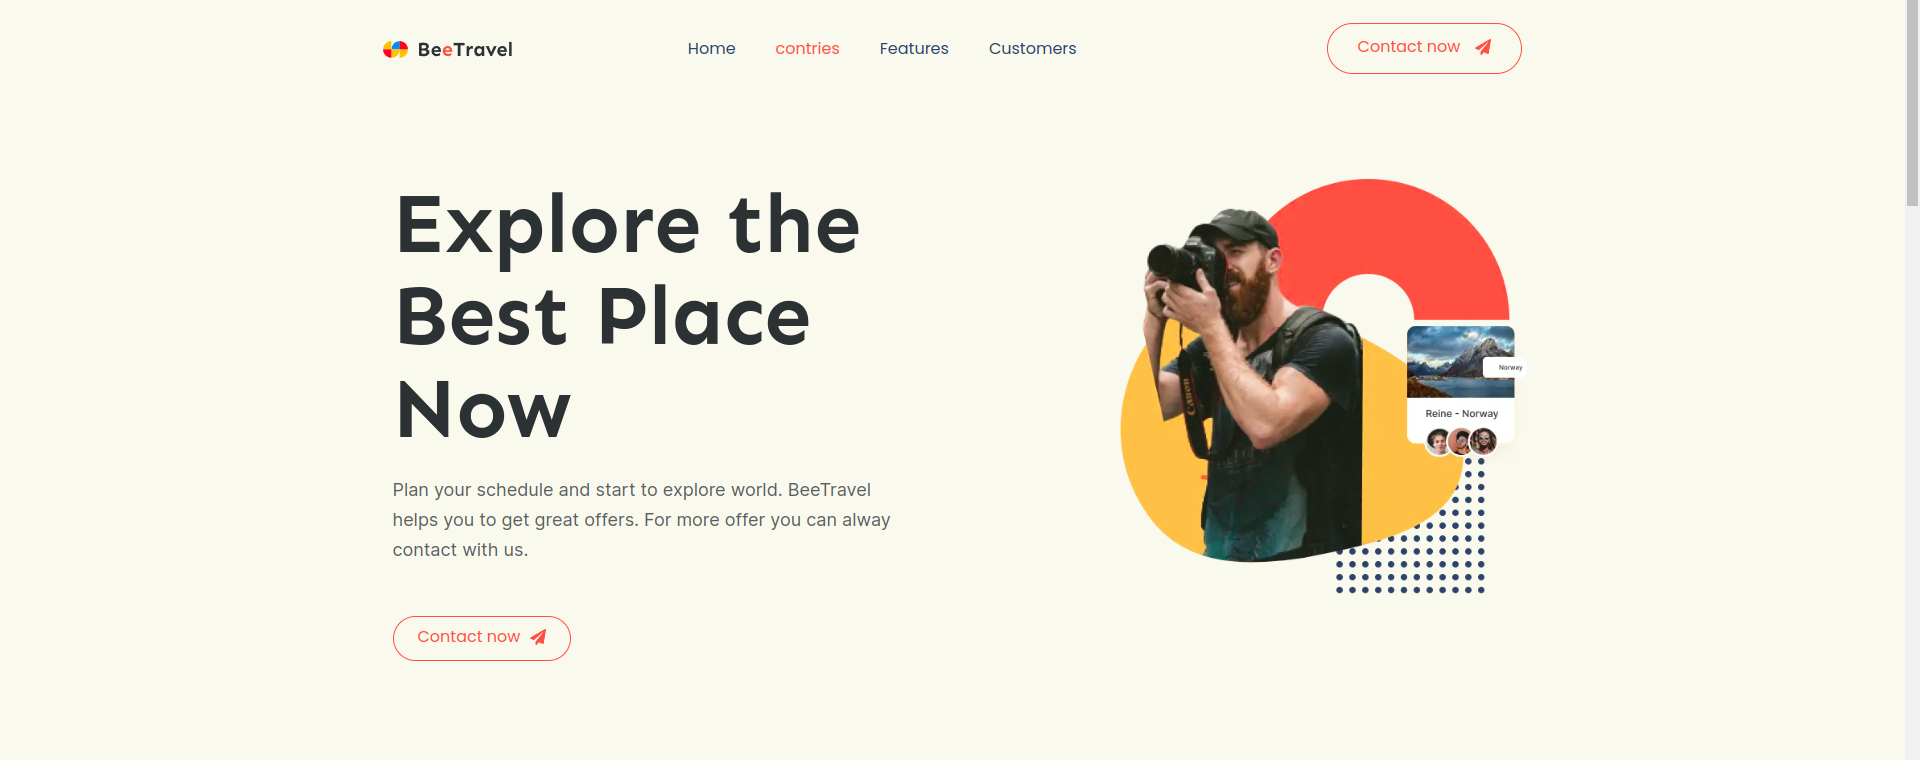 BeeTravel
Home
contries
Features
Customers
Contact now
Explore the
Best Place
Now
Plan your schedule and start to explore world. BeeTravel
helps you to get great offers. For more offer you can alway
contact with us.
Contact now
Canon
Norway
Reine - Norway